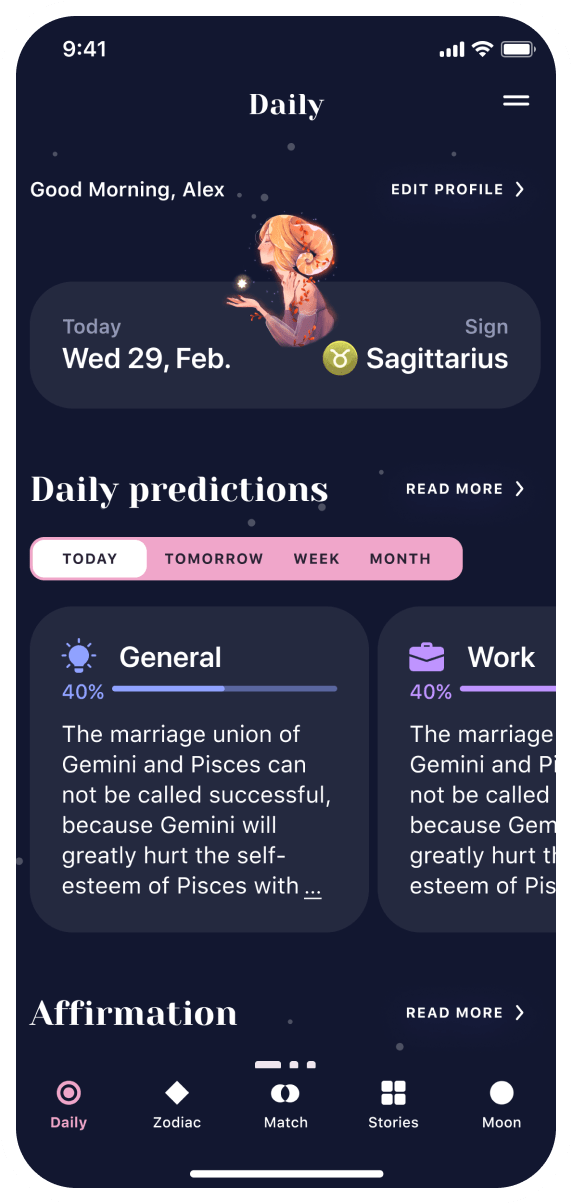 9:41
Daily
Good Morning, Alex
EDIT PROFILE
Today
Sign
Wed 29, Feb.
Sagittarius
Daily predictions
READ MORE
TODAY
TOMORROW
WEEK
MONTH
General
40%
The marriage union of
Gemini and Pisces can
not be called successful,
because Gemini will
greatly hurt the self-
esteem of Pisces with ...
Work
40%
The marriage
Gemini and Pi
not be called
because Gem
greatly hurt th
esteem of Pis
Affirmation
READ MORE
Daily
Zodiac
Match
Stories
Moon